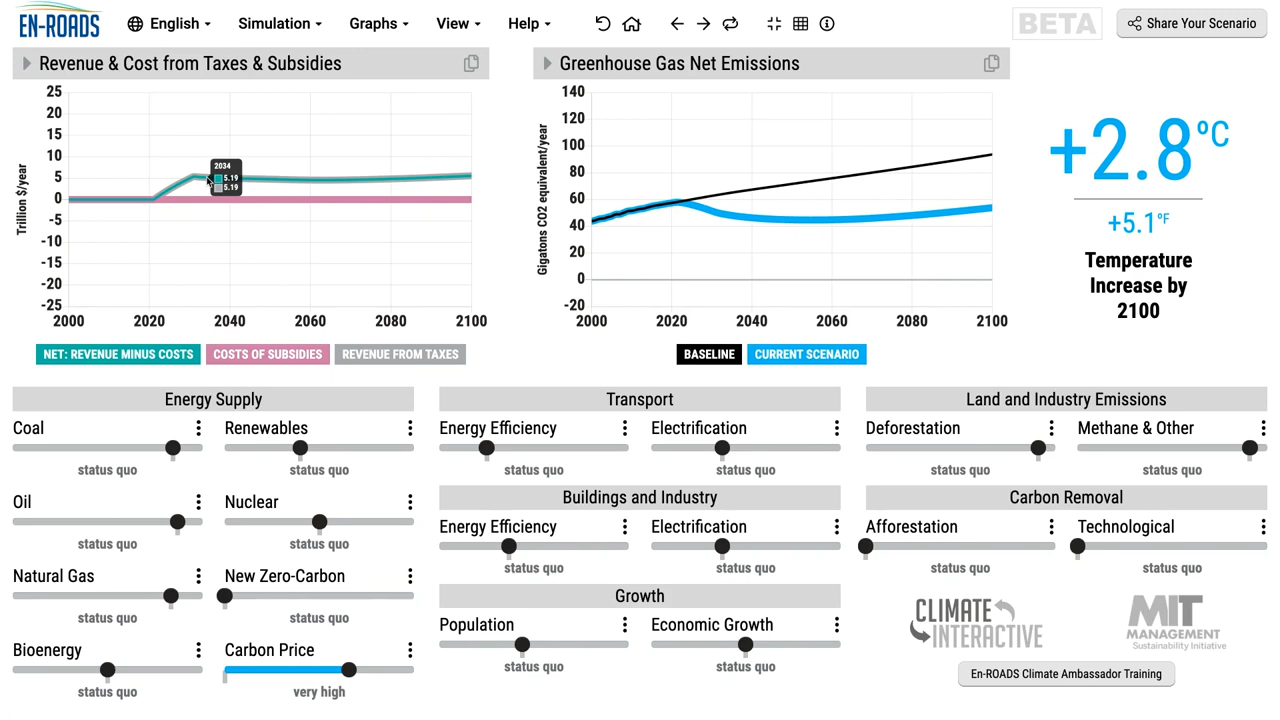 EN-ROADS
English
Simulation
Graphs
View
Help
BETA
Share Your Scenario
Revenue & Cost from Taxes & Subsidies
Trillion $/year
25
20
15
10
5
0
-5
-10
-15
-20
-25
2000
2020
2040
2060
2080
2100
2034
5.19
5.19
NET: REVENUE MINUS COSTS
COSTS OF SUBSIDIES
REVENUE FROM TAXES
Greenhouse Gas Net Emissions
Gigatons CO2 equivalent/year
140
120
100
80
60
40
20
0
-20
2000
2020
2040
2060
2080
2100
BASELINE
CURRENT SCENARIO
+2.8ºC
+5.1ºF
Temperature
Increase by
2100
Energy Supply
Coal
status quo
Renewables
status quo
Oil
status quo
Nuclear
status quo
Natural Gas
status quo
New Zero-Carbon
status quo
Bioenergy
status quo
Carbon Price
very high
Transport
Energy Efficiency
status quo
Electrification
status quo
Buildings and Industry
Energy Efficiency
status quo
Electrification
status quo
Growth
Population
status quo
Economic Growth
status quo
Land and Industry Emissions
Deforestation
status quo
Methane & Other
status quo
Carbon Removal
Afforestation
status quo
Technological
status quo
CLIMATE
INTERACTIVE
MIT
MANAGEMENT
Sustainability Initiative
En-ROADS Climate Ambassador Training